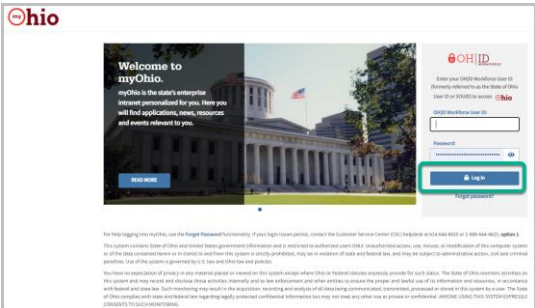 myOhio
Welcome to
myOhio.
myOhio is the state's enterprise
intranet personalized for you. Here you
will find applications, news, resources
and events relevant to you.
READ MORE
OH|ID
WORKFORCE
Enter your OH|ID Workforce User ID
(formerly referred to as the State of Ohio
User ID or SOUID) to access myOhio
OH|ID Workforce User ID:
Password:
Log In
Forgot password?
For help logging into myOhio, use the Forgot Password functionality. If your login issues persist, contact the Customer Service Center (CSC) helpdesk at 614-644-6625 or 1-888-644-6625, option 1.
This system contains State of Ohio and United States government information and is restricted to authorized users ONLY. Unauthorized access, use, misuse, or modification of this computer system
or of the data contained herein or in transit to and from this system is strictly prohibited, may be in violation of state and federal law, and may be subject to administrative action, civil and criminal
penalties. Use of the system is governed by U.S. law and Ohio law and policies.
You have no expectation of privacy in any material placed or viewed on this system except where Ohio or Federal statutes expressly provide for such status. The State of Ohio monitors activities on
this system and may record and disclose those activities internally and to law enforcement and other entities to ensure the proper and lawful use of its information and resources, in accordance
with federal and state law. Such monitoring may result in the acquisition, recording and analysis of all data being communicated, transmitted, processed or stored in this system by a user. The State
of Ohio complies with state and federal law regarding legally protected confidential information but may not treat any other use as private or confidential. ANYONE USING THIS SYSTEM EXPRESSLY
CONSENTS TO SUCH MONITORING.